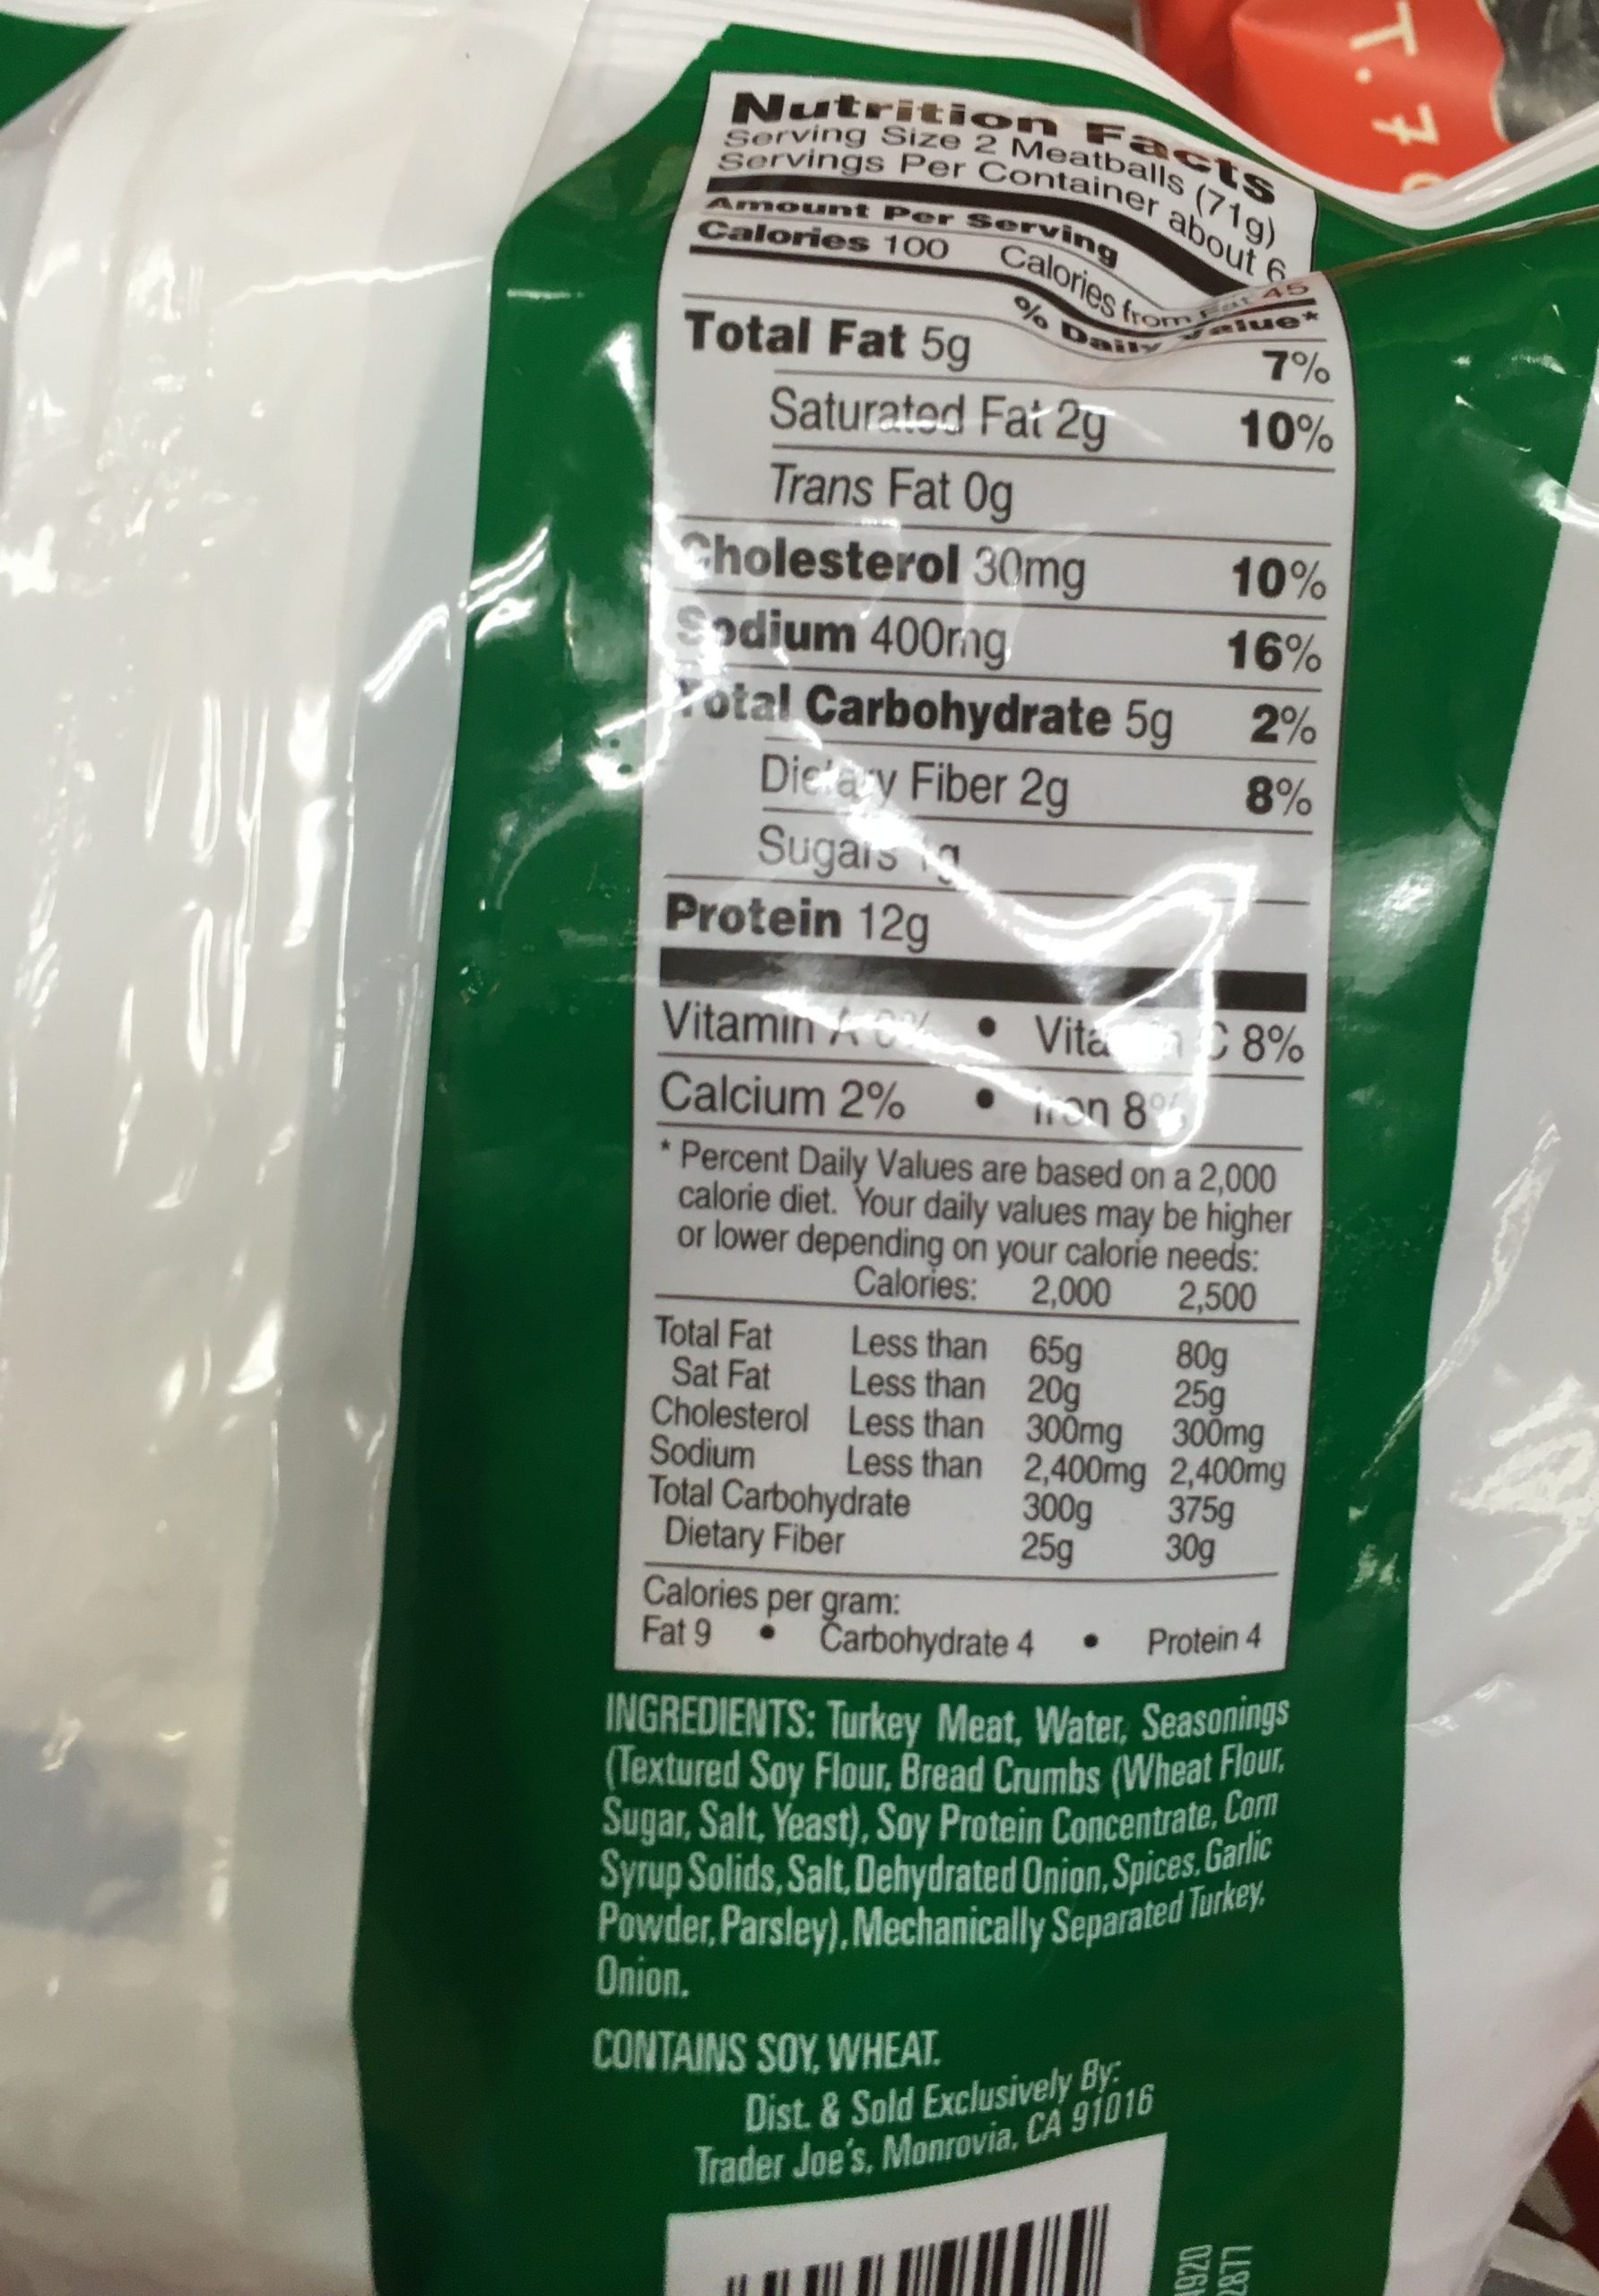 T.
Nutrition Facts
Serving Size 2 Meatballs (71g)
Servings Per Container about 6
Amount Per Serving
Calories 100 Calories from Fat 45
% Daily Value*
Total Fat 5g 7%
Saturated Fat 2g 10%
Trans Fat 0g
Cholesterol 30mg 10%
Sodium 400mg 16%
Total Carbohydrate 5g 2%
Dietary Fiber 2g 8%
Sugars 1g
Protein 12g
Vitamin A 0% • Vitamin C 8%
Calcium 2% • Iron 8%
* Percent Daily Values are based on a 2,000
calorie diet. Your daily values may be higher
or lower depending on your calorie needs:
Calories: 2,000 2,500
Total Fat Less than 65g 80g
Sat Fat Less than 20g 25g
Cholesterol Less than 300mg 300mg
Sodium Less than 2,400mg 2,400mg
Total Carbohydrate 300g 375g
Dietary Fiber 25g 30g
Calories per gram:
Fat 9 • Carbohydrate 4 • Protein 4
INGREDIENTS: Turkey Meat, Water, Seasonings
(Textured Soy Flour, Bread Crumbs (Wheat Flour,
Sugar, Salt, Yeast), Soy Protein Concentrate, Corn
Syrup Solids, Salt, Dehydrated Onion, Spices, Garlic
Powder, Parsley), Mechanically Separated Turkey,
Onion.
CONTAINS SOY, WHEAT.
Dist. & Sold Exclusively By:
Trader Joe's, Monrovia, CA 91016